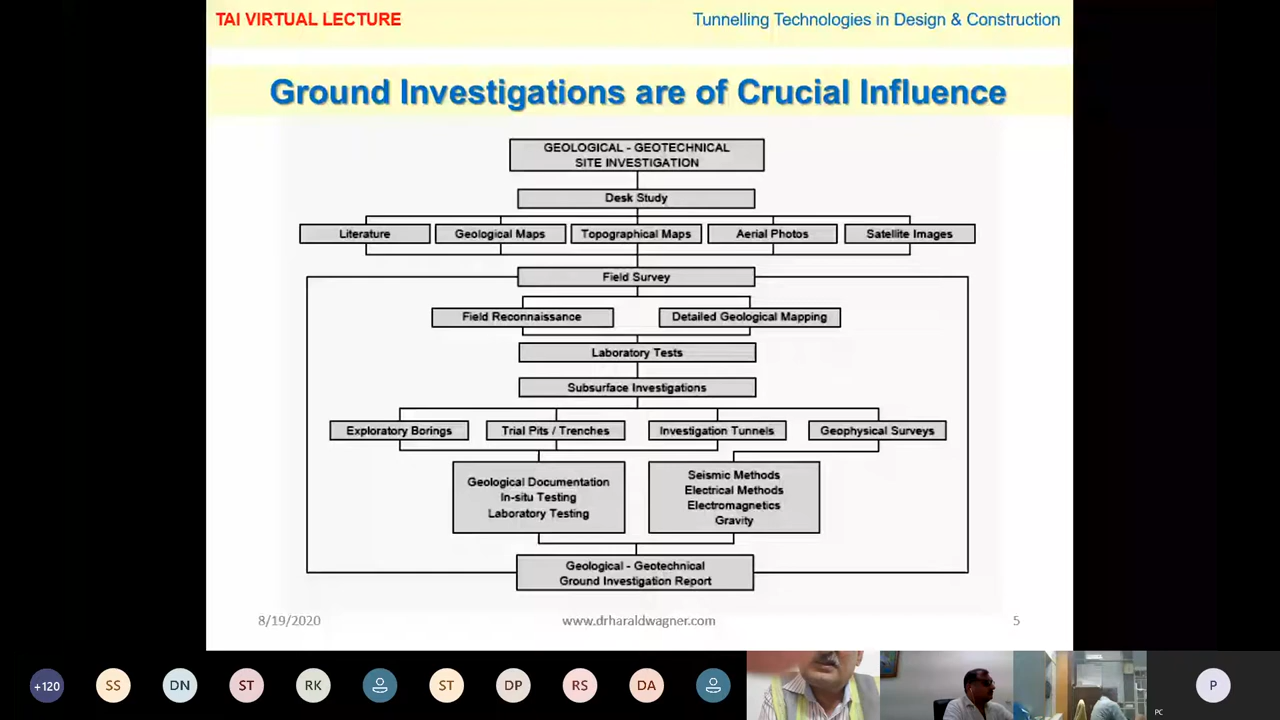 TAI VIRTUAL LECTURE
Tunnelling Technologies in Design & Construction
Ground Investigations are of Crucial Influence
GEOLOGICAL - GEOTECHNICAL
SITE INVESTIGATION
Desk Study
Literature
Geological Maps
Topographical Maps
Aerial Photos
Satellite Images
Field Survey
Field Reconnaissance
Detailed Geological Mapping
Laboratory Tests
Subsurface Investigations
Exploratory Borings
Trial Pits / Trenches
Investigation Tunnels
Geophysical Surveys
Geological Documentation
In-situ Testing
Laboratory Testing
Seismic Methods
Electrical Methods
Electromagnetics
Gravity
Geological - Geotechnical
Ground Investigation Report
8/19/2020
www.drharaldwagner.com
5
+120
SS
DN
ST
RK
ST
DP
RS
DA
P
PC